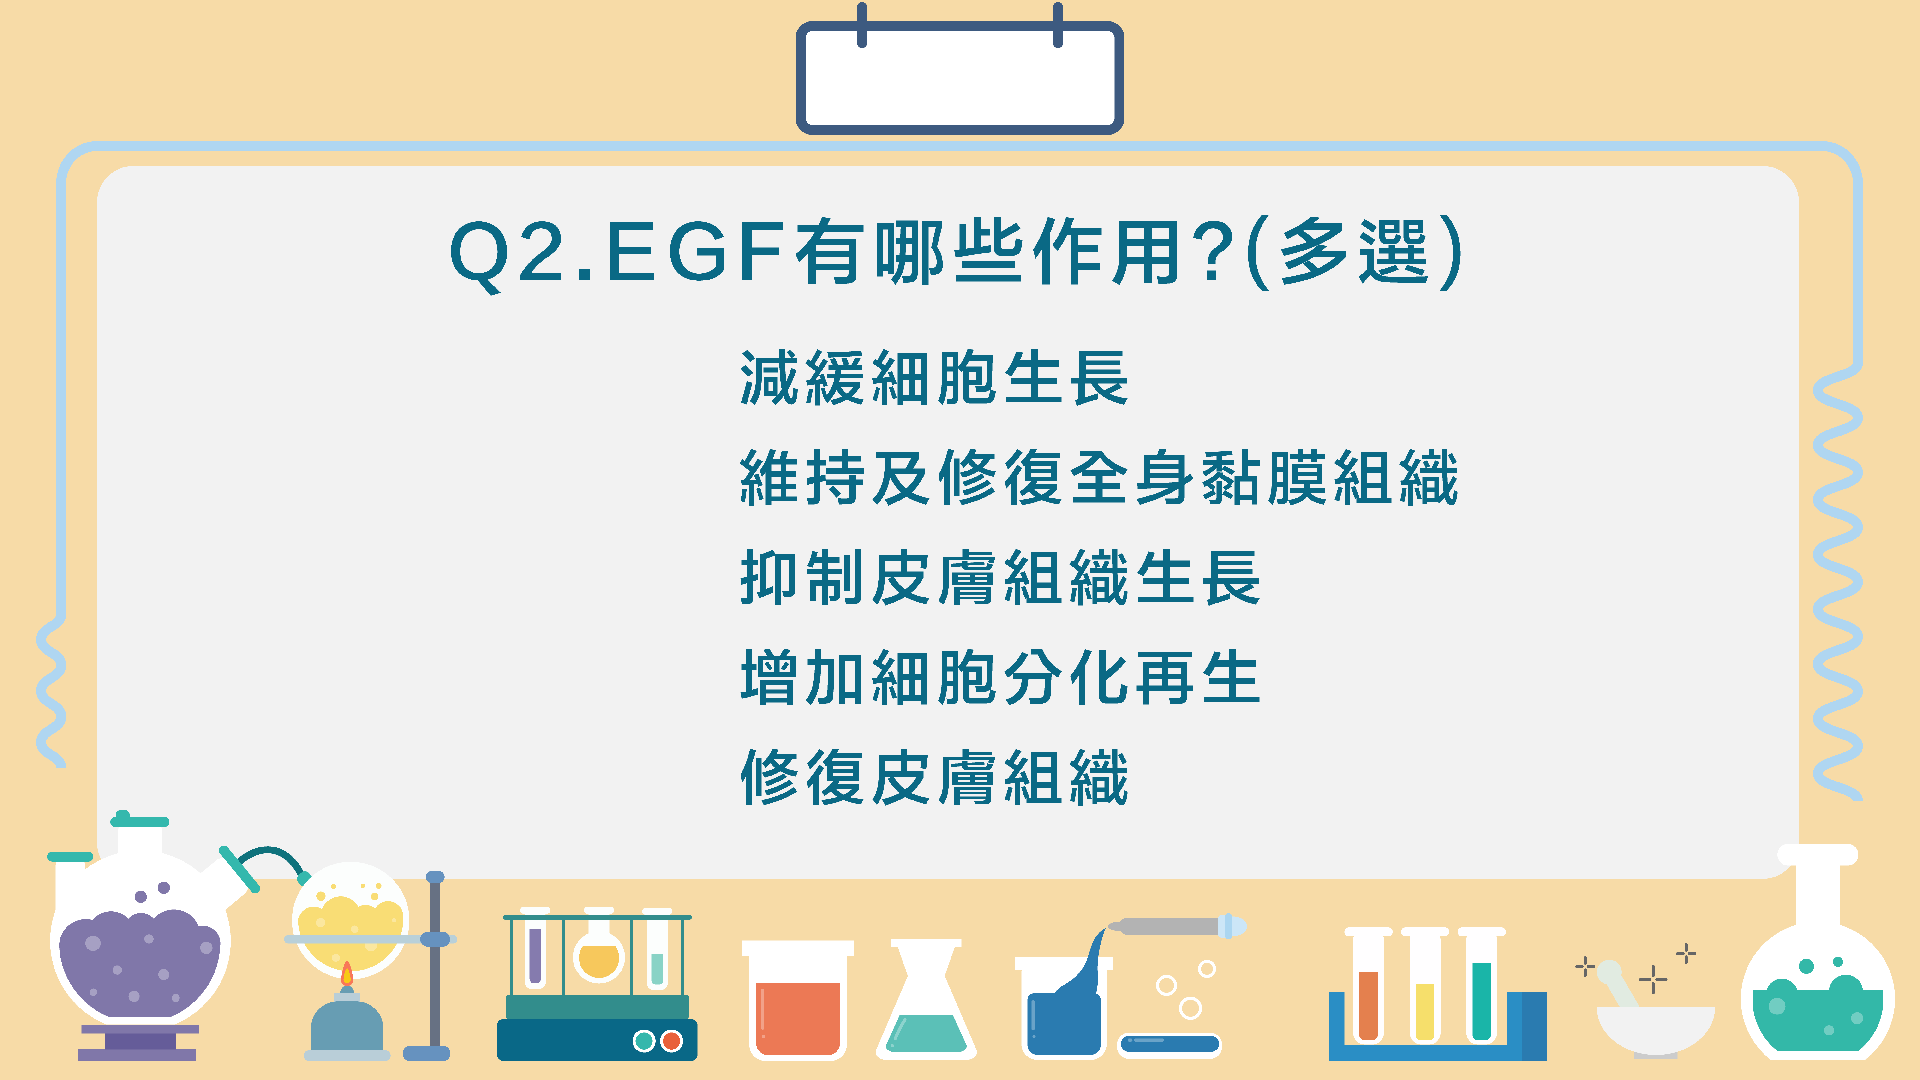 Q2.EGF有哪些作用?(多選)
減緩細胞生長
維持及修復全身黏膜組織
抑制皮膚組織生長
增加細胞分化再生
修復皮膚組織